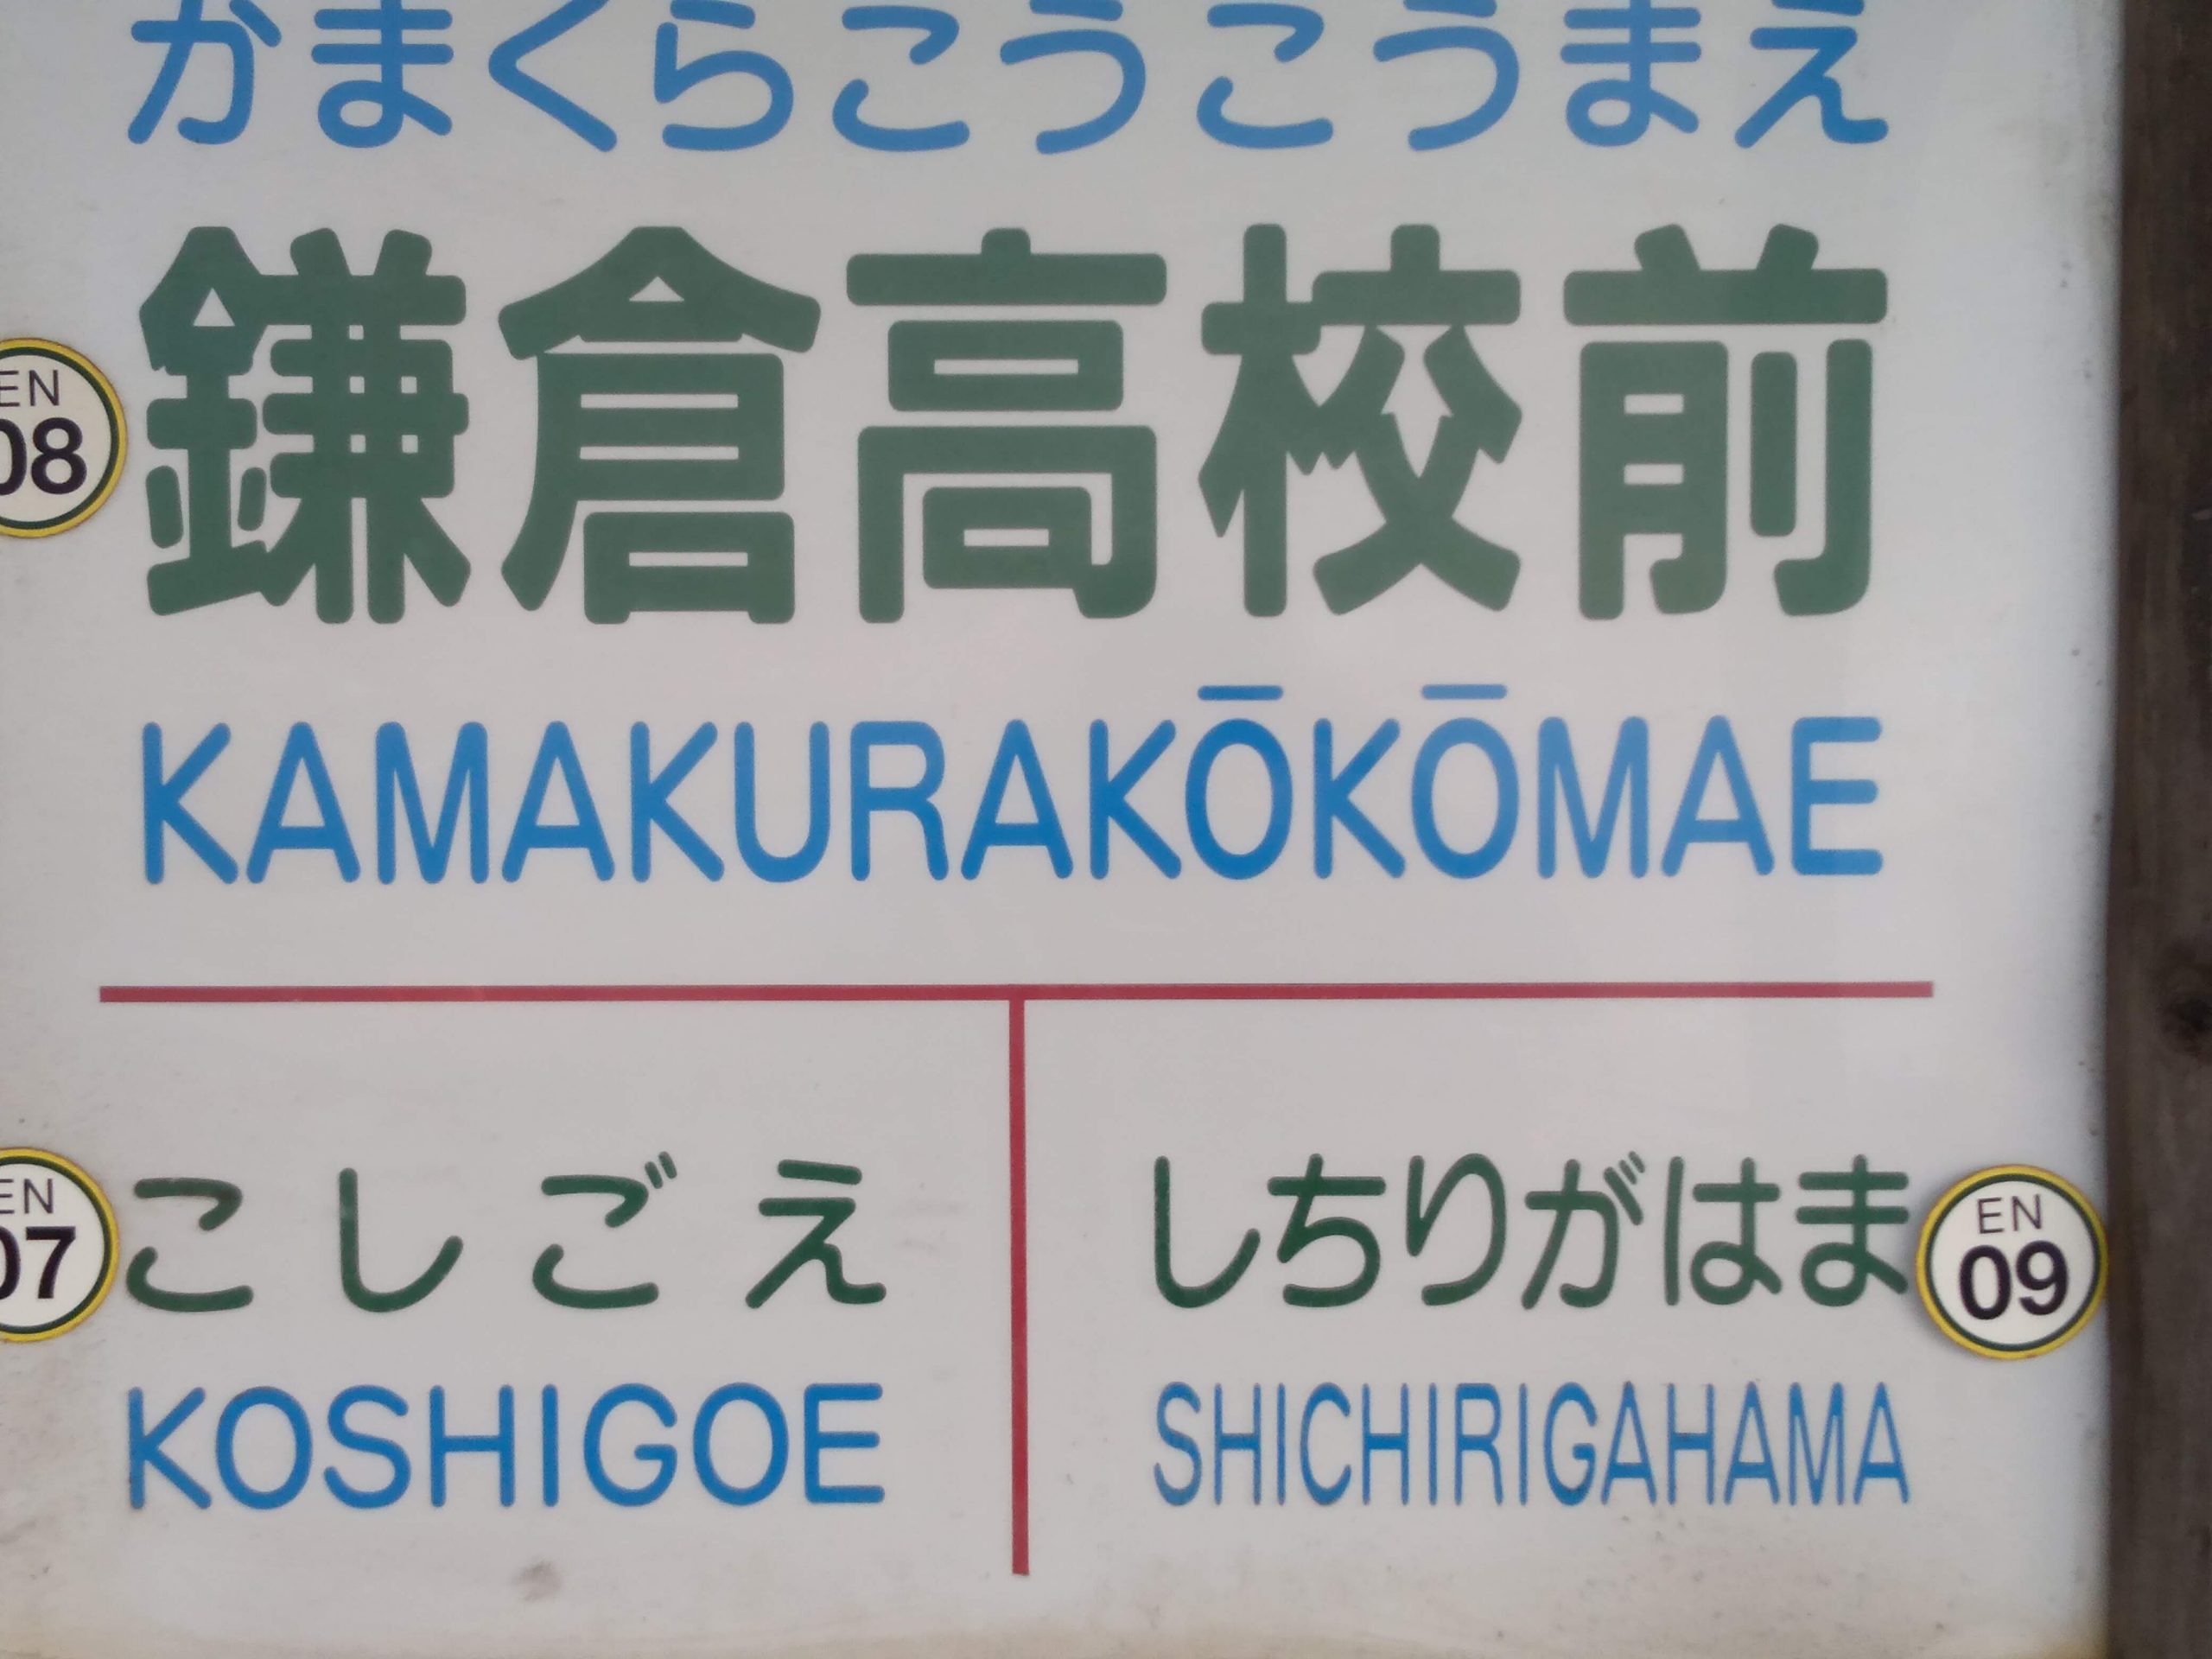 かまくらこうこうまえ
EN
08
鎌倉高校前
KAMAKURAKŌKŌMAE
EN
07
こしごえ
KOSHIGOE
しちりがはま
EN
09
SHICHIRIGAHAMA